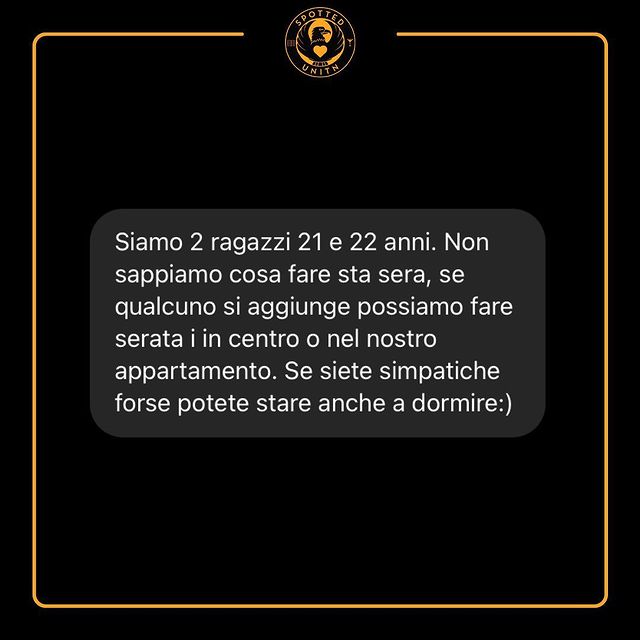 SPOTTED
UNITN
Siamo 2 ragazzi 21 e 22 anni. Non
sappiamo cosa fare sta sera, se
qualcuno si aggiunge possiamo fare
serata i in centro o nel nostro
appartamento. Se siete simpatiche
forse potete stare anche a dormire:)